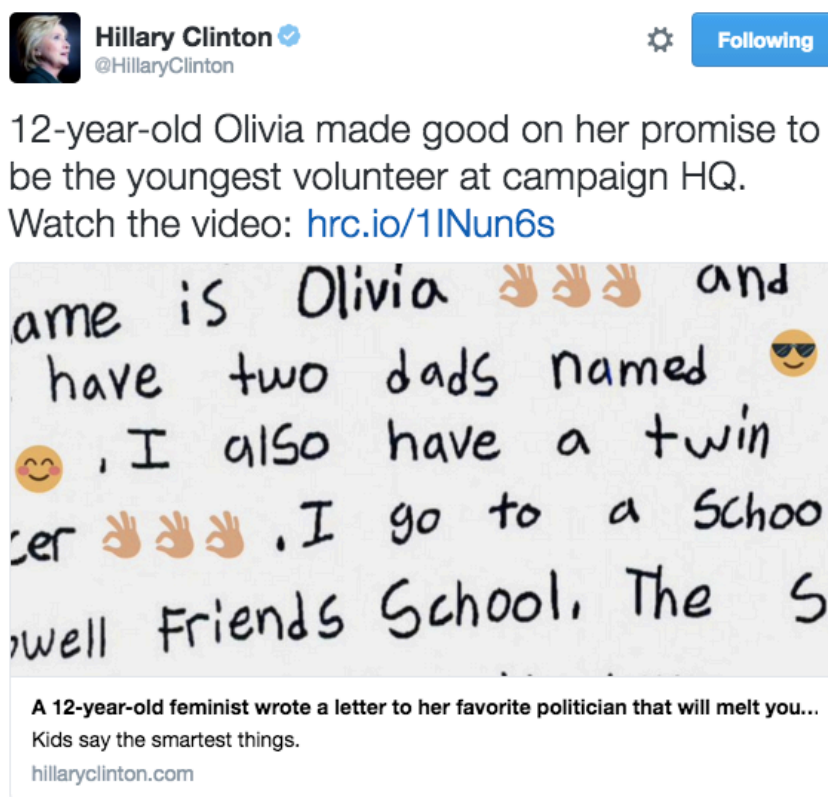 Hillary Clinton
@HillaryClinton
Following
12-year-old Olivia made good on her promise to
be the youngest volunteer at campaign HQ.
Watch the video: hrc.io/1INun6s
ame is Olivia 👌🏽👌🏽👌🏽 and
have two dads named 😎
😊, I also have a twin
cer 👌🏽👌🏽👌🏽. I go to a Schoo
well Friends School. The S
A 12-year-old feminist wrote a letter to her favorite politician that will melt you...
Kids say the smartest things.
hillaryclinton.com